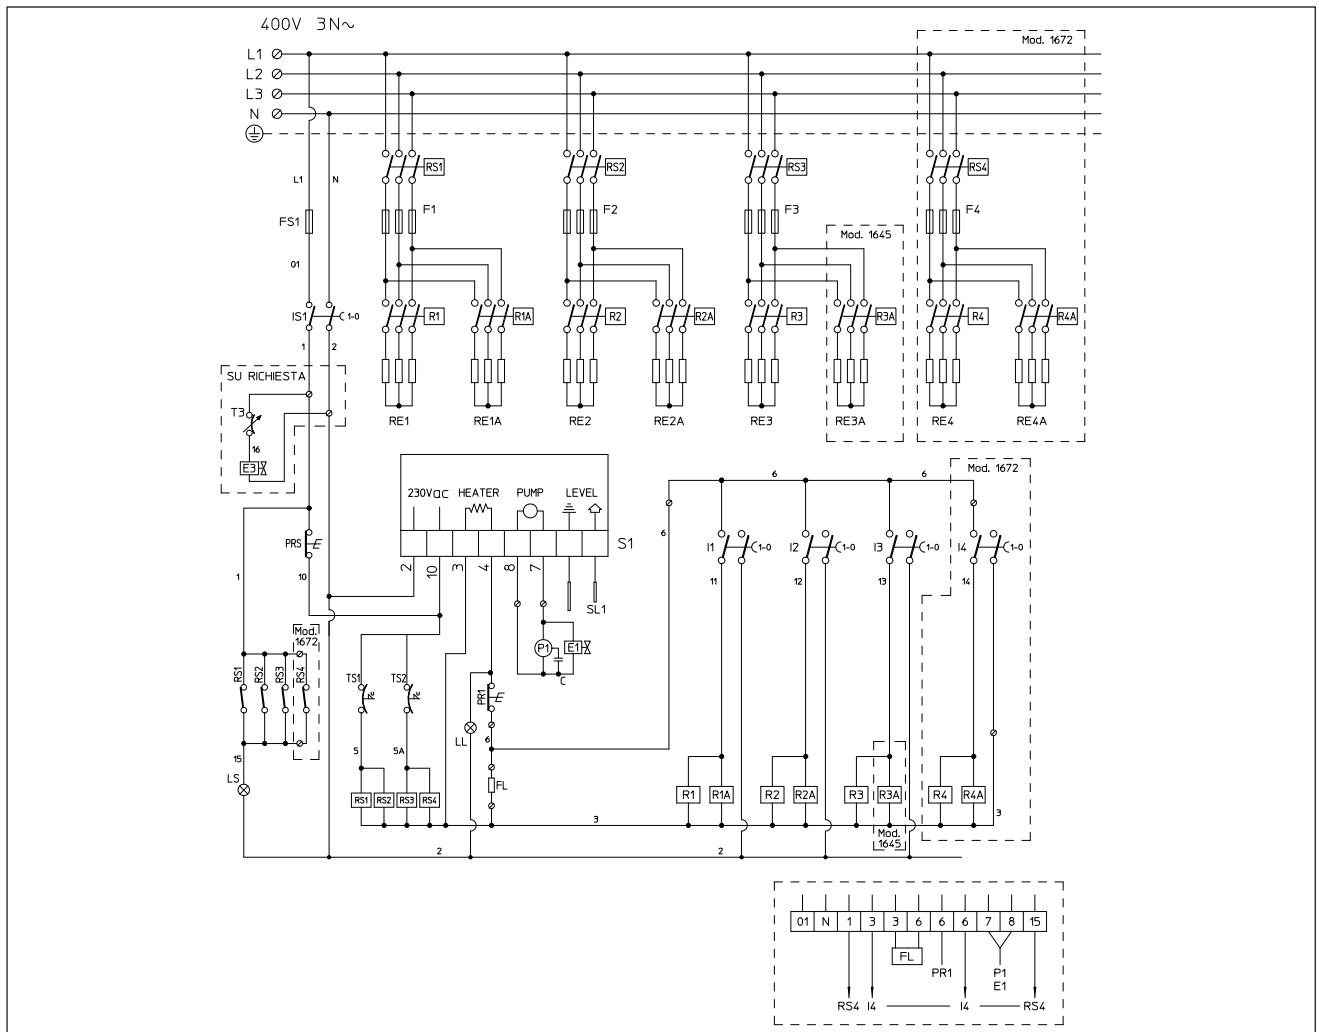 400V 3N~
Mod. 1672
L1
L2
L3
N
RS1 RS2 RS3 RS4
L1 N
FS1 F1 F2 F3 F4
Mod. 1645
01
IS1 1-0 R1 R1A R2 R2A R3 R3A R4 R4A
1 2
SU RICHIESTA
T3
16
E3
RE1 RE1A RE2 RE2A RE3 RE3A RE4 RE4A
230Vac HEATER PUMP LEVEL
S1
2 10 3 4 8 7
SL1
6 6
Mod. 1672
6
PRS
I1 1-0 I2 1-0 I3 1-0 I4 1-0
1 10 11 12 13 14
Mod.
1672
P1 E1
C
RS1 RS2 RS3 RS4
TS1 TS2
PR1
LL
6
15
5 5A
LS
FL
RS1 RS2 RS3 RS4
R1 R1A R2 R2A R3 R3A R4 R4A
3 3
Mod.
1645
2 2
01 N 1 3 3 6 6 6 7 8 15
FL
PR1 P1
E1
RS4 I4 I4 RS4